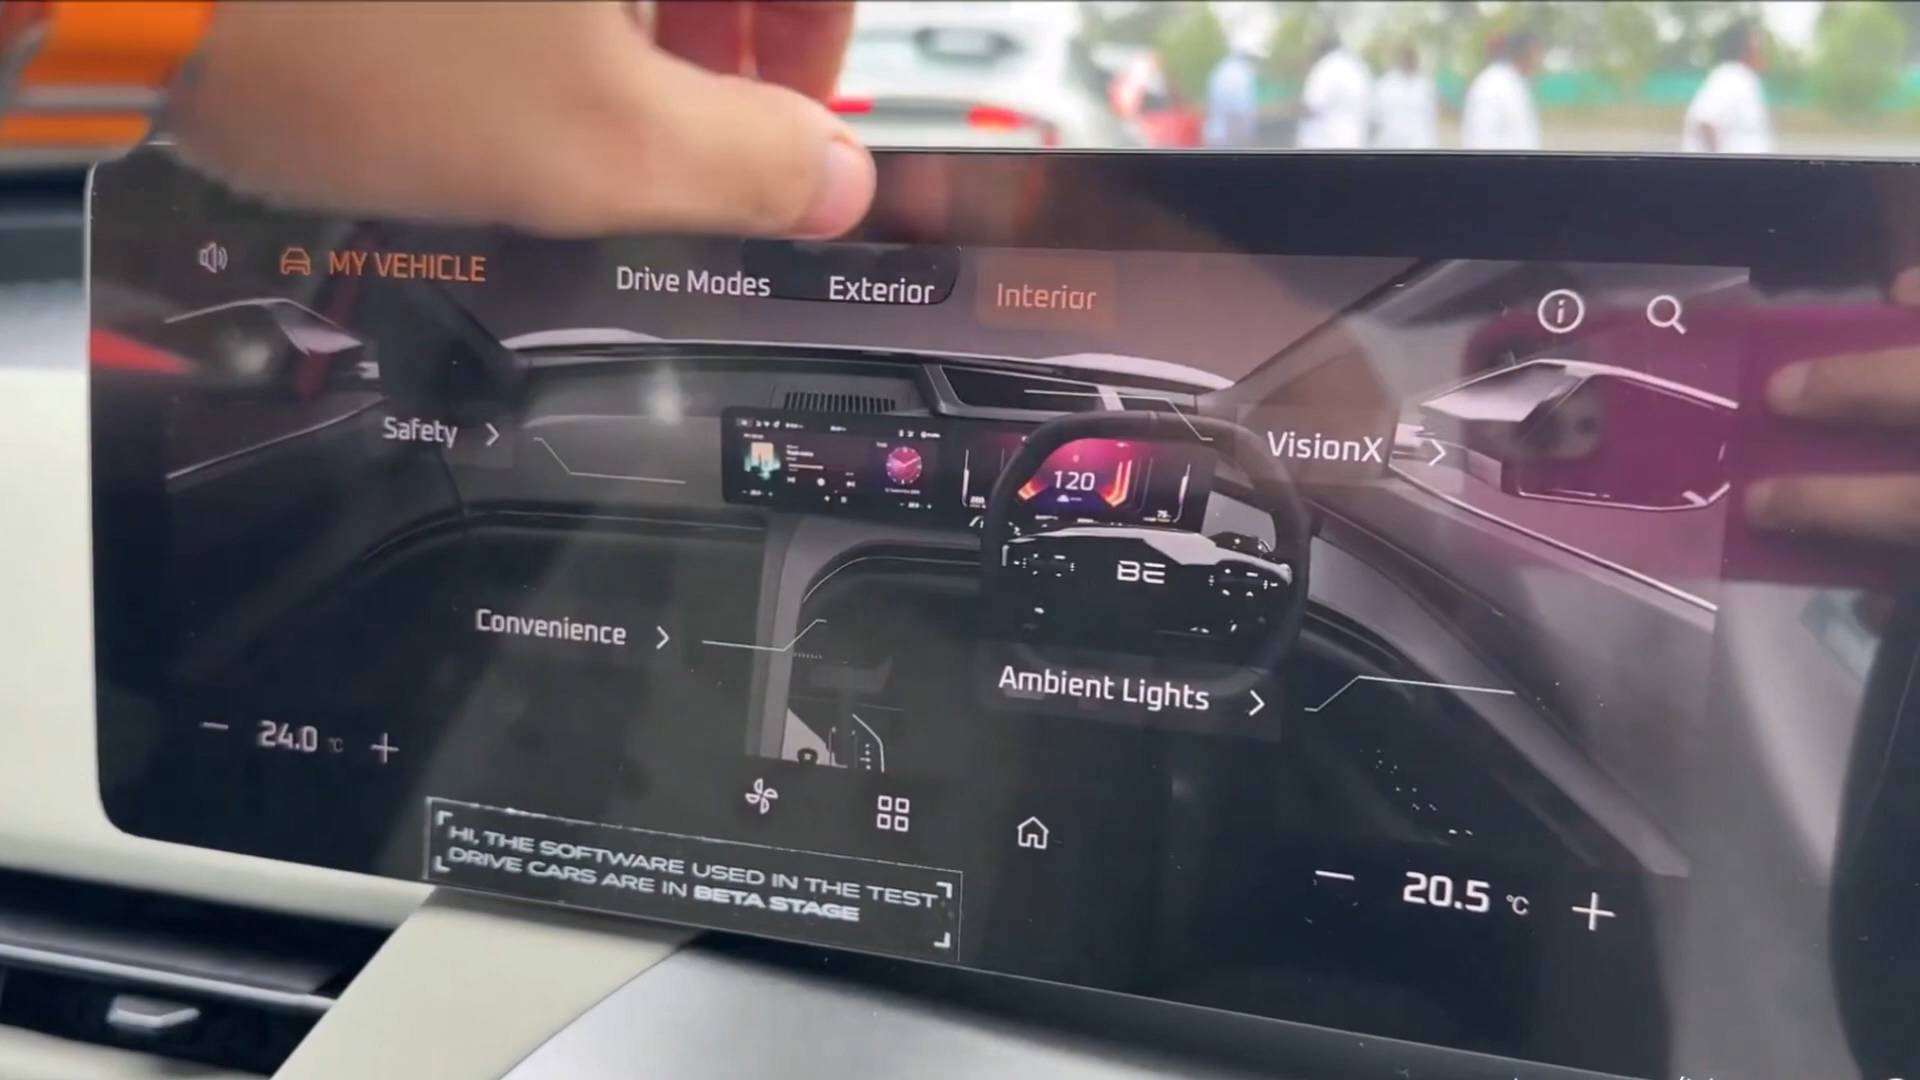 MY VEHICLE
Drive Modes
Exterior
Interior
Safety
VisionX
120
BE
Convenience
Ambient Lights
24.0 °C
20.5 °C
HI, THE SOFTWARE USED IN THE TEST
DRIVE CARS ARE IN BETA STAGE